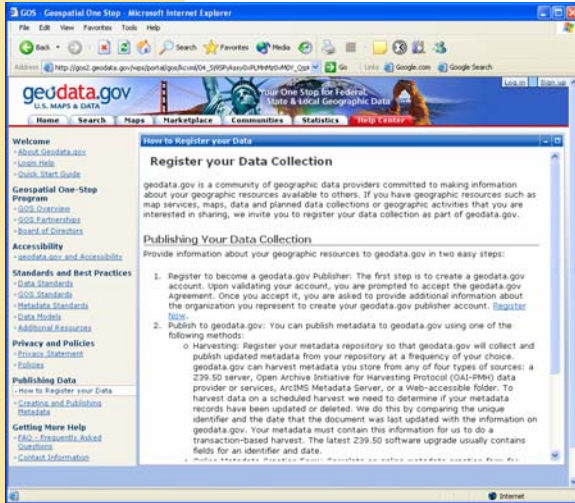 GOS - Geospatial One Stop - Microsoft Internet Explorer
File Edit View Favorites Tools Help
Back Search Favorites Media
Address Go Links Google.com Google Search
geodata.gov
U.S. MAPS & DATA
Your One Stop for Federal,
State & Local Geographic Data
Log in Sign up
Home Search Maps Marketplace Communities Statistics Help Center
Welcome
About Geodata.gov
Login Help
Quick Start Guide
Geospatial One-Stop
Program
GOS Overview
GOS Partnerships
Board of Directors
Accessibility
geodata.gov and Accessibility
Standards and Best Practices
Data Standards
GOS Standards
Metadata Standards
Data Models
Additional Resources
Privacy and Policies
Privacy Statement
Policies
Publishing Data
How to Register your Data
Creating and Publishing
Metadata
Getting More Help
FAQ - Frequently Asked
Questions
Contact Information
How to Register your Data
Register your Data Collection
geodata.gov is a community of geographic data providers committed to making information
about your geographic resources available to others. If you have geographic resources such as
map services, maps, data and planned data collections or geographic activities that you are
interested in sharing, we invite you to register your data collection as part of geodata.gov.
Publishing Your Data Collection
Provide information about your geographic resources to geodata.gov in two easy steps:
1. Register to become a geodata.gov Publisher: The first step is to create a geodata.gov
account. Upon validating your account, you are prompted to accept the geodata.gov
Agreement. Once you accept it, you are asked to provide additional information about
the organization you represent to create your geodata.gov publisher account. Register
Now.
2. Publish to geodata.gov: You can publish metadata to geodata.gov using one of the
following methods:
◦ Harvesting: Register your metadata repository so that geodata.gov will collect and
publish updated metadata from your repository at a frequency of your choice.
geodata.gov can harvest metadata you store from any of four types of sources: a
Z39.50 server, Open Archive Initiative for Harvesting Protocol (OAI-PMH) data
provider or services, ArcIMS Metadata Server, or a Web-accessible folder. To
harvest data on a scheduled harvest we need to determine if your metadata
records have been updated or deleted. We do this by comparing the unique
identifier and the date that the document was last updated with the information on
geodata.gov. Your metadata must contain this information for us to do a
transaction-based harvest. The latest Z39.50 software upgrade usually contains
fields for an identifier and date.
Internet